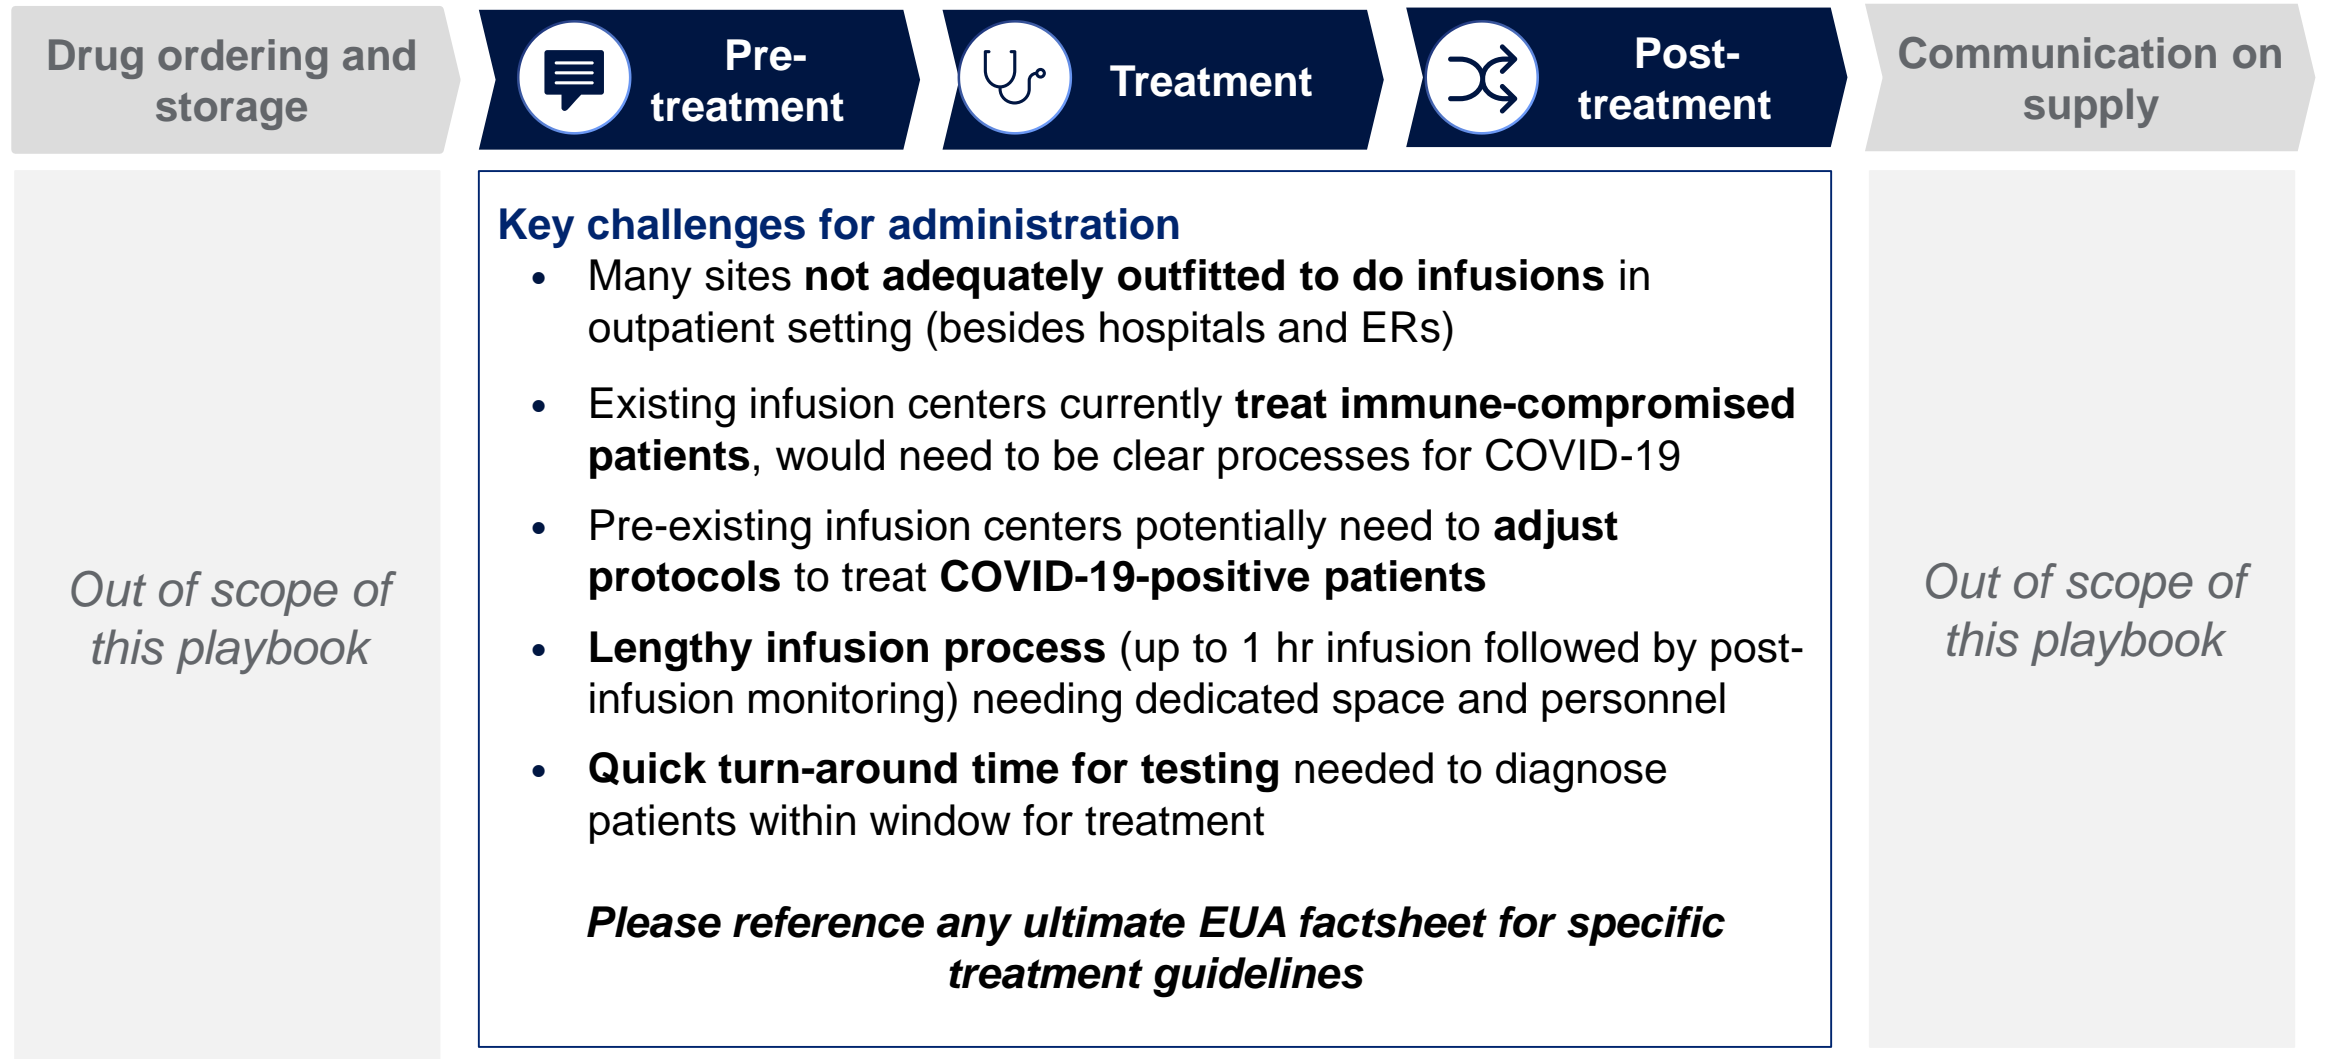 Drug ordering and
storage
Pre-
treatment
Treatment
Post-
treatment
Communication on
supply
Out of scope of
this playbook
Key challenges for administration
• Many sites not adequately outfitted to do infusions in
outpatient setting (besides hospitals and ERs)
• Existing infusion centers currently treat immune-compromised
patients, would need to be clear processes for COVID-19
• Pre-existing infusion centers potentially need to adjust
protocols to treat COVID-19-positive patients
• Lengthy infusion process (up to 1 hr infusion followed by post-
infusion monitoring) needing dedicated space and personnel
• Quick turn-around time for testing needed to diagnose
patients within window for treatment
Please reference any ultimate EUA factsheet for specific
treatment guidelines
Out of scope of
this playbook